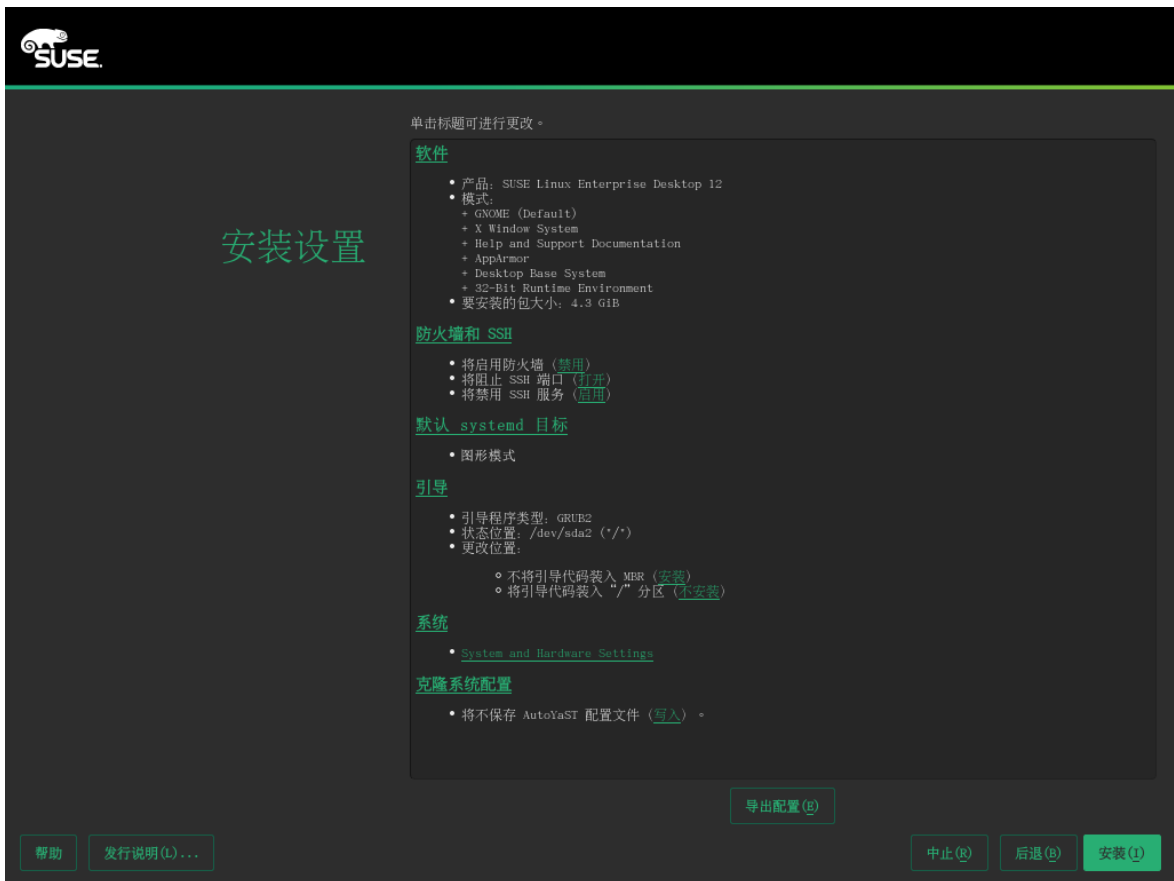 SUSE.
单击标题可进行更改。
安装设置
软件
• 产品: SUSE Linux Enterprise Desktop 12
• 模式:
+ GNOME (Default)
+ X Window System
+ Help and Support Documentation
+ AppArmor
+ Desktop Base System
+ 32-Bit Runtime Environment
• 要安装的包大小: 4.3 GiB
防火墙和 SSH
• 将启用防火墙 (禁用)
• 将阻止 SSH 端口 (打开)
• 将禁用 SSH 服务 (启用)
默认 systemd 目标
• 图形模式
引导
• 引导程序类型: GRUB2
• 状态位置: /dev/sda2 ("/")
• 更改位置:
○ 不将引导代码装入 MBR (安装)
○ 将引导代码装入 "/" 分区 (不安装)
系统
• System and Hardware Settings
克隆系统配置
• 将不保存 AutoYaST 配置文件 (写入) 。
导出配置(E)
帮助 发行说明(L)... 中止(R) 后退(B) 安装(I)